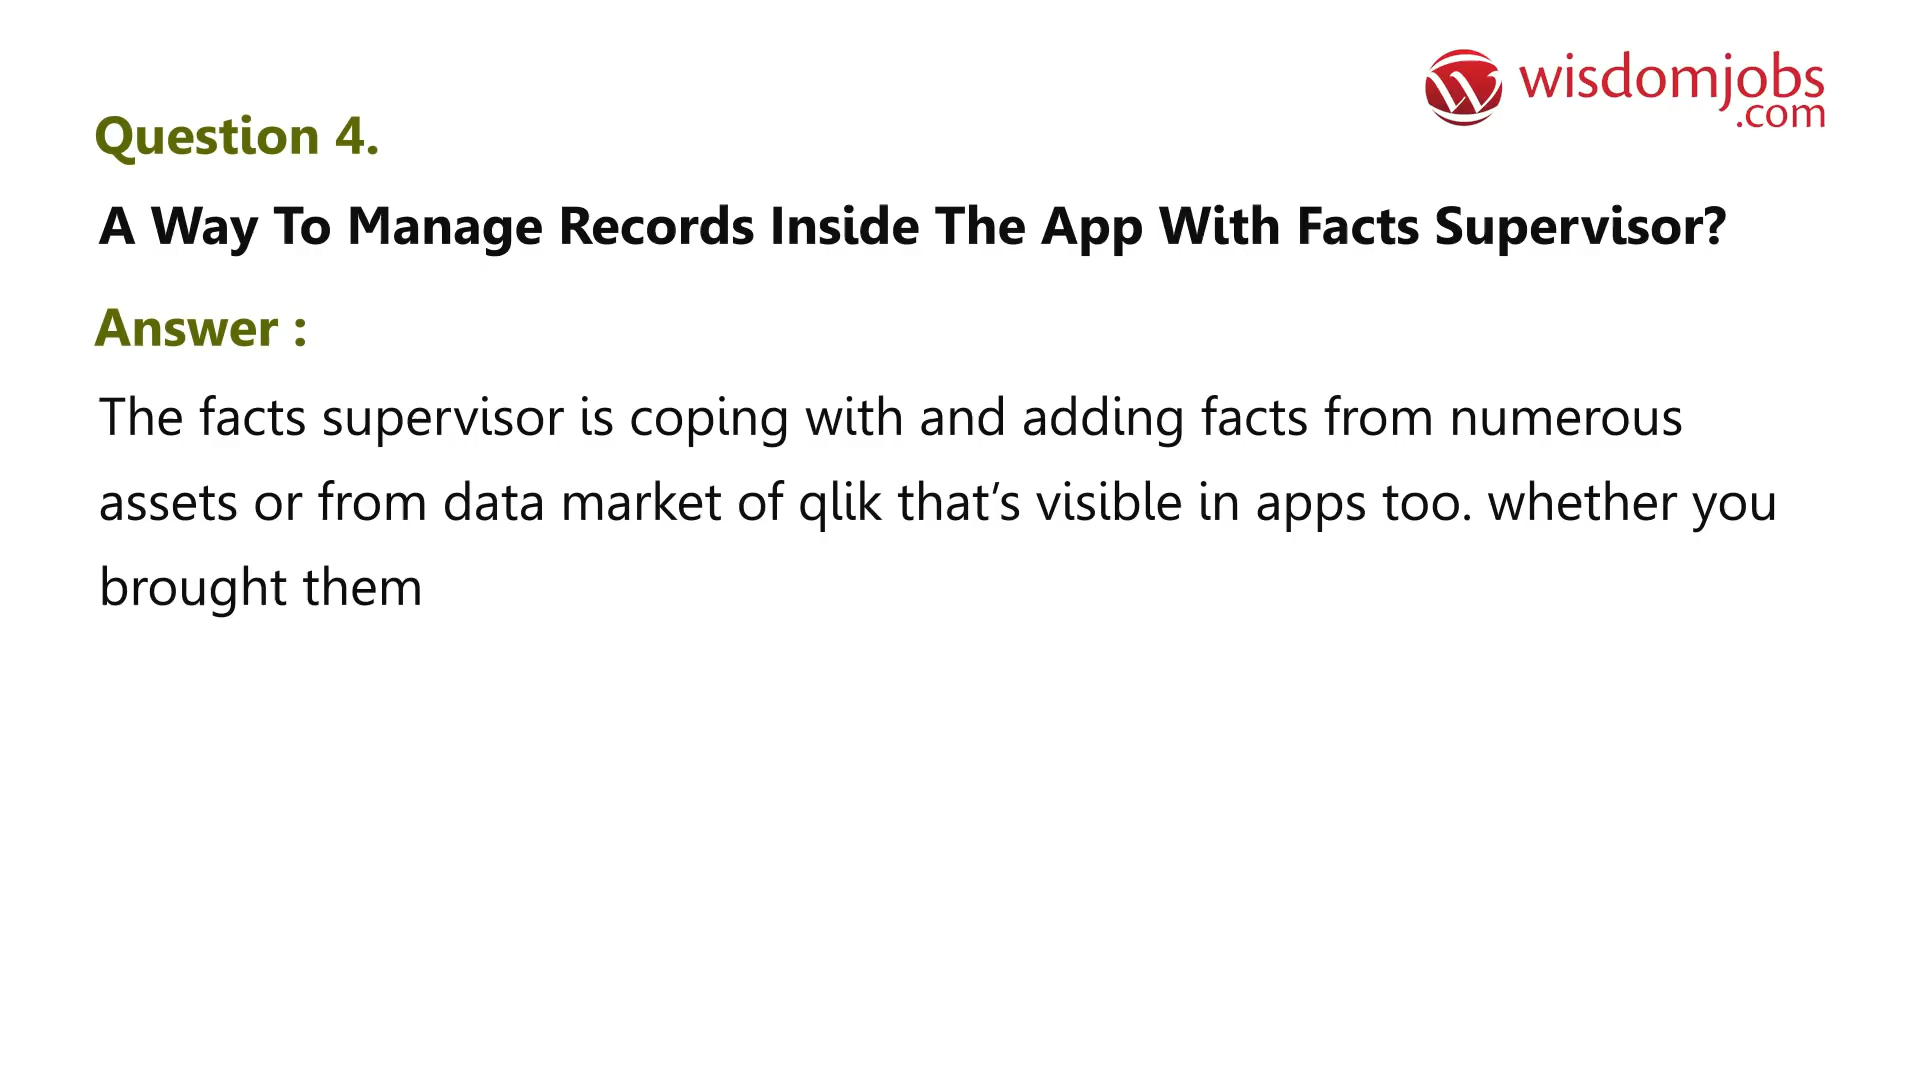 wisdomjobs
.com
Question 4.
A Way To Manage Records Inside The App With Facts Supervisor?
Answer :
The facts supervisor is coping with and adding facts from numerous
assets or from data market of qlik that’s visible in apps too. whether you
brought them